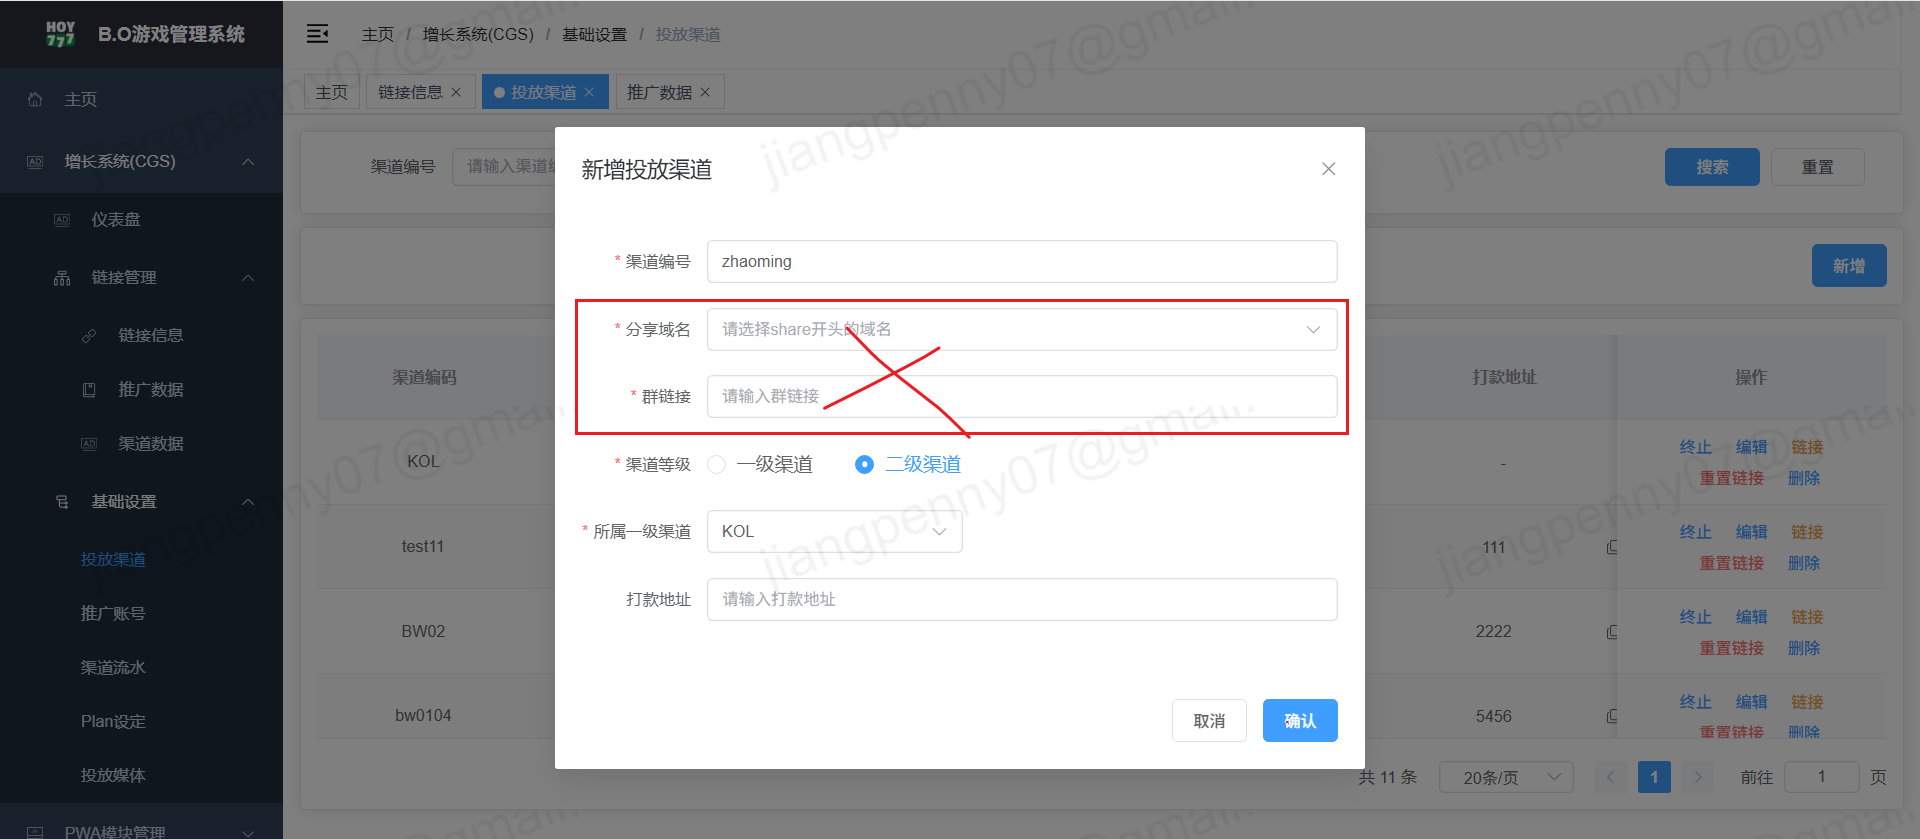 HOY
777
B.O游戏管理系统
主页 / 增长系统(CGS) / 基础设置 / 投放渠道
主页
链接信息
投放渠道
推广数据
主页
增长系统(CGS)
仪表盘
链接管理
链接信息
推广数据
渠道数据
基础设置
投放渠道
推广账号
渠道流水
Plan设定
投放媒体
PWA模块管理
渠道编号 请输入渠道
搜索 重置
新增
新增投放渠道
* 渠道编号 zhaoming
* 分享域名 请选择share开头的域名
* 群链接 请输入群链接
* 渠道等级 一级渠道 二级渠道
* 所属一级渠道 KOL
打款地址 请输入打款地址
取消 确认
渠道编码 打款地址 操作
KOL - 终止 编辑 链接
重置链接 删除
test11 111 终止 编辑 链接
重置链接 删除
BW02 2222 终止 编辑 链接
重置链接 删除
bw0104 5456 终止 编辑 链接
重置链接 删除
共 11 条 20条/页 1 前往 1 页
jiangpenny07@gmail.